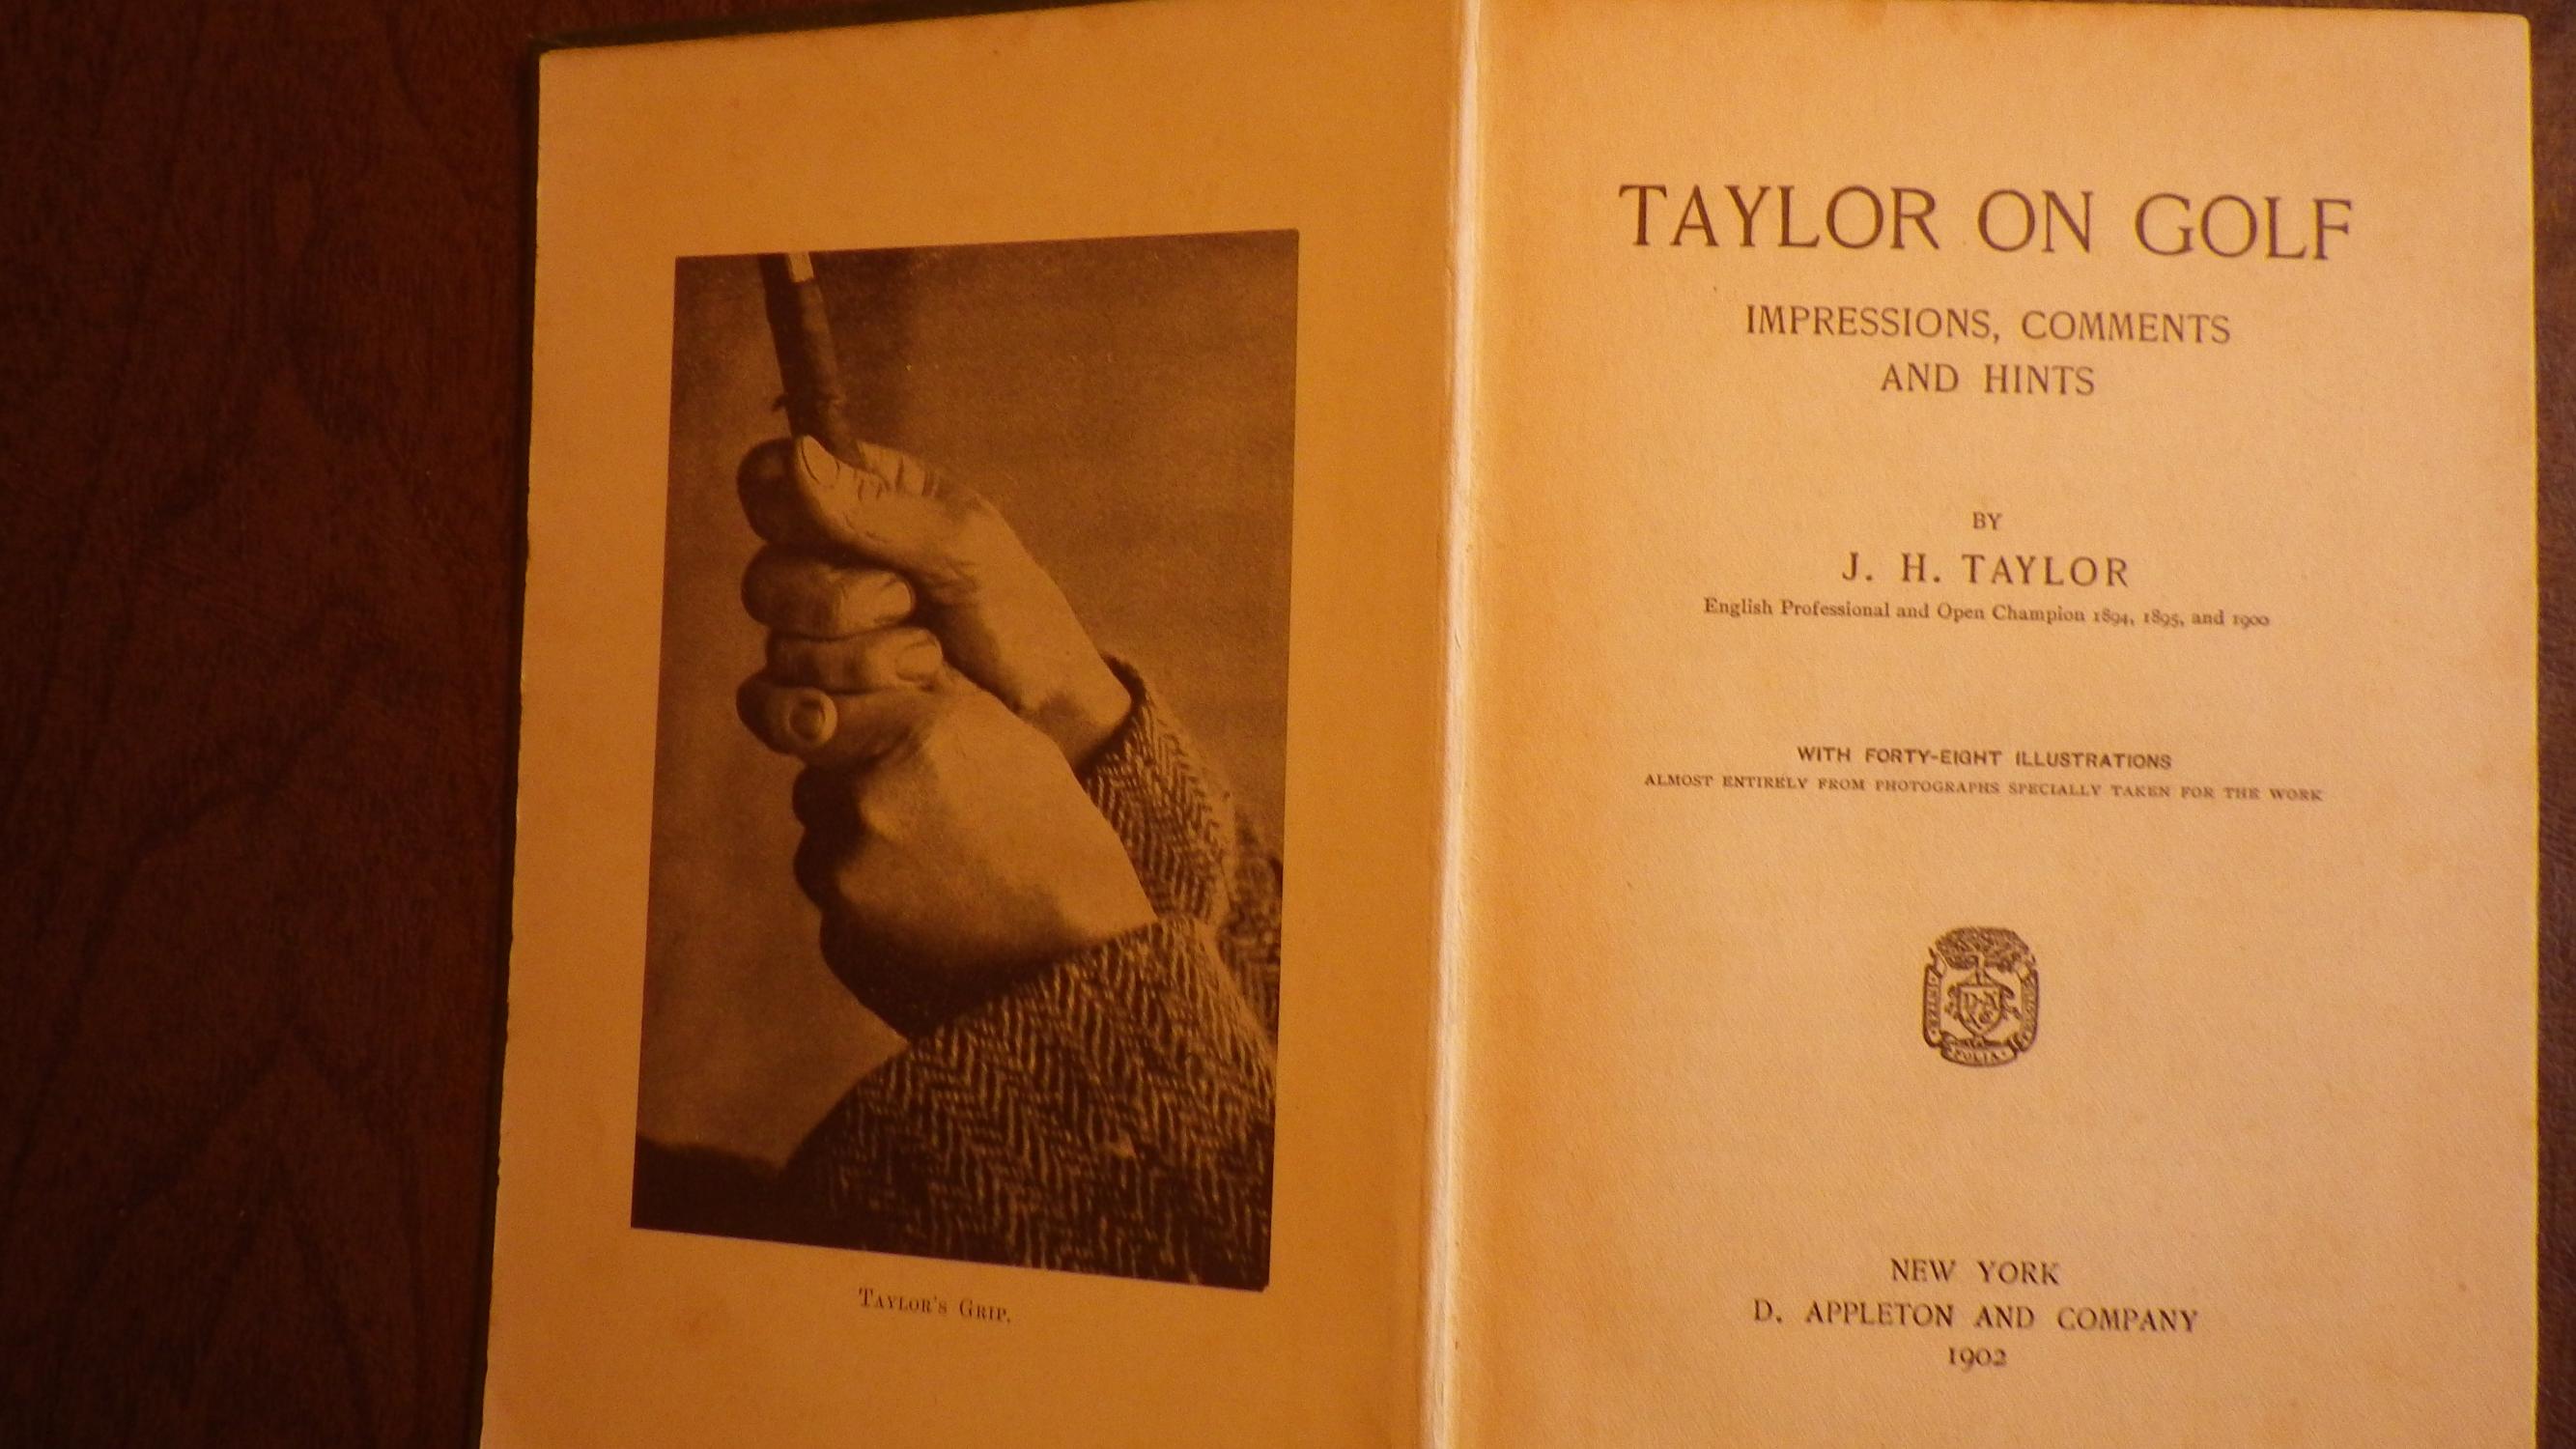 TAYLOR'S GRIP.
TAYLOR ON GOLF
IMPRESSIONS, COMMENTS
AND HINTS
BY
J. H. TAYLOR
English Professional and Open Champion 1894, 1895, and 1900
WITH FORTY-EIGHT ILLUSTRATIONS
ALMOST ENTIRELY FROM PHOTOGRAPHS SPECIALLY TAKEN FOR THE WORK
INTER
FOLIA
NEW YORK
D. APPLETON AND COMPANY
1902